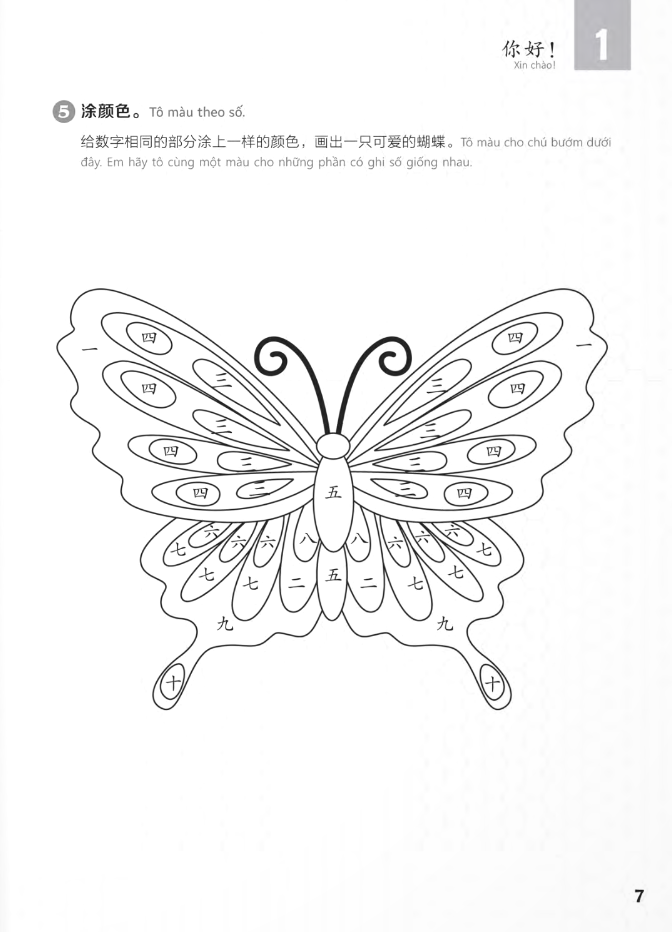 你好！
Xin chào!
1
5 涂颜色。 Tô màu theo số.
给数字相同的部分涂上一样的颜色，画出一只可爱的蝴蝶。Tô màu cho chú bướm dưới
đây. Em hãy tô cùng một màu cho những phần có ghi số giống nhau.
四 四
一 一
三 三
四 四
三 三
四 四
三 三
四 三 三 四
五
六 六
七 六 六 八 八 六 六 七
七 七
七 二 五 二 七
九 九
十 十
7